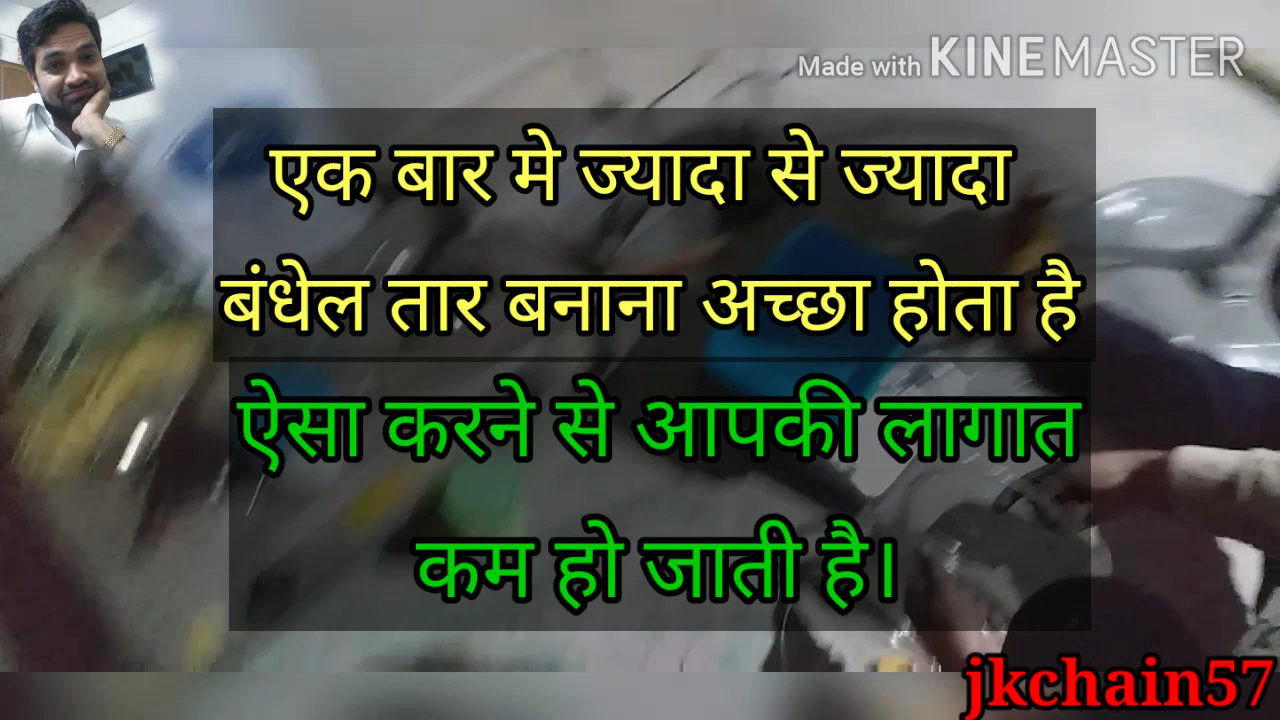 Made with KINEMASTER
एक बार मे ज्यादा से ज्यादा
बंधेल तार बनाना अच्छा होता है
ऐसा करने से आपकी लागात
कम हो जाती है।
jkchain57